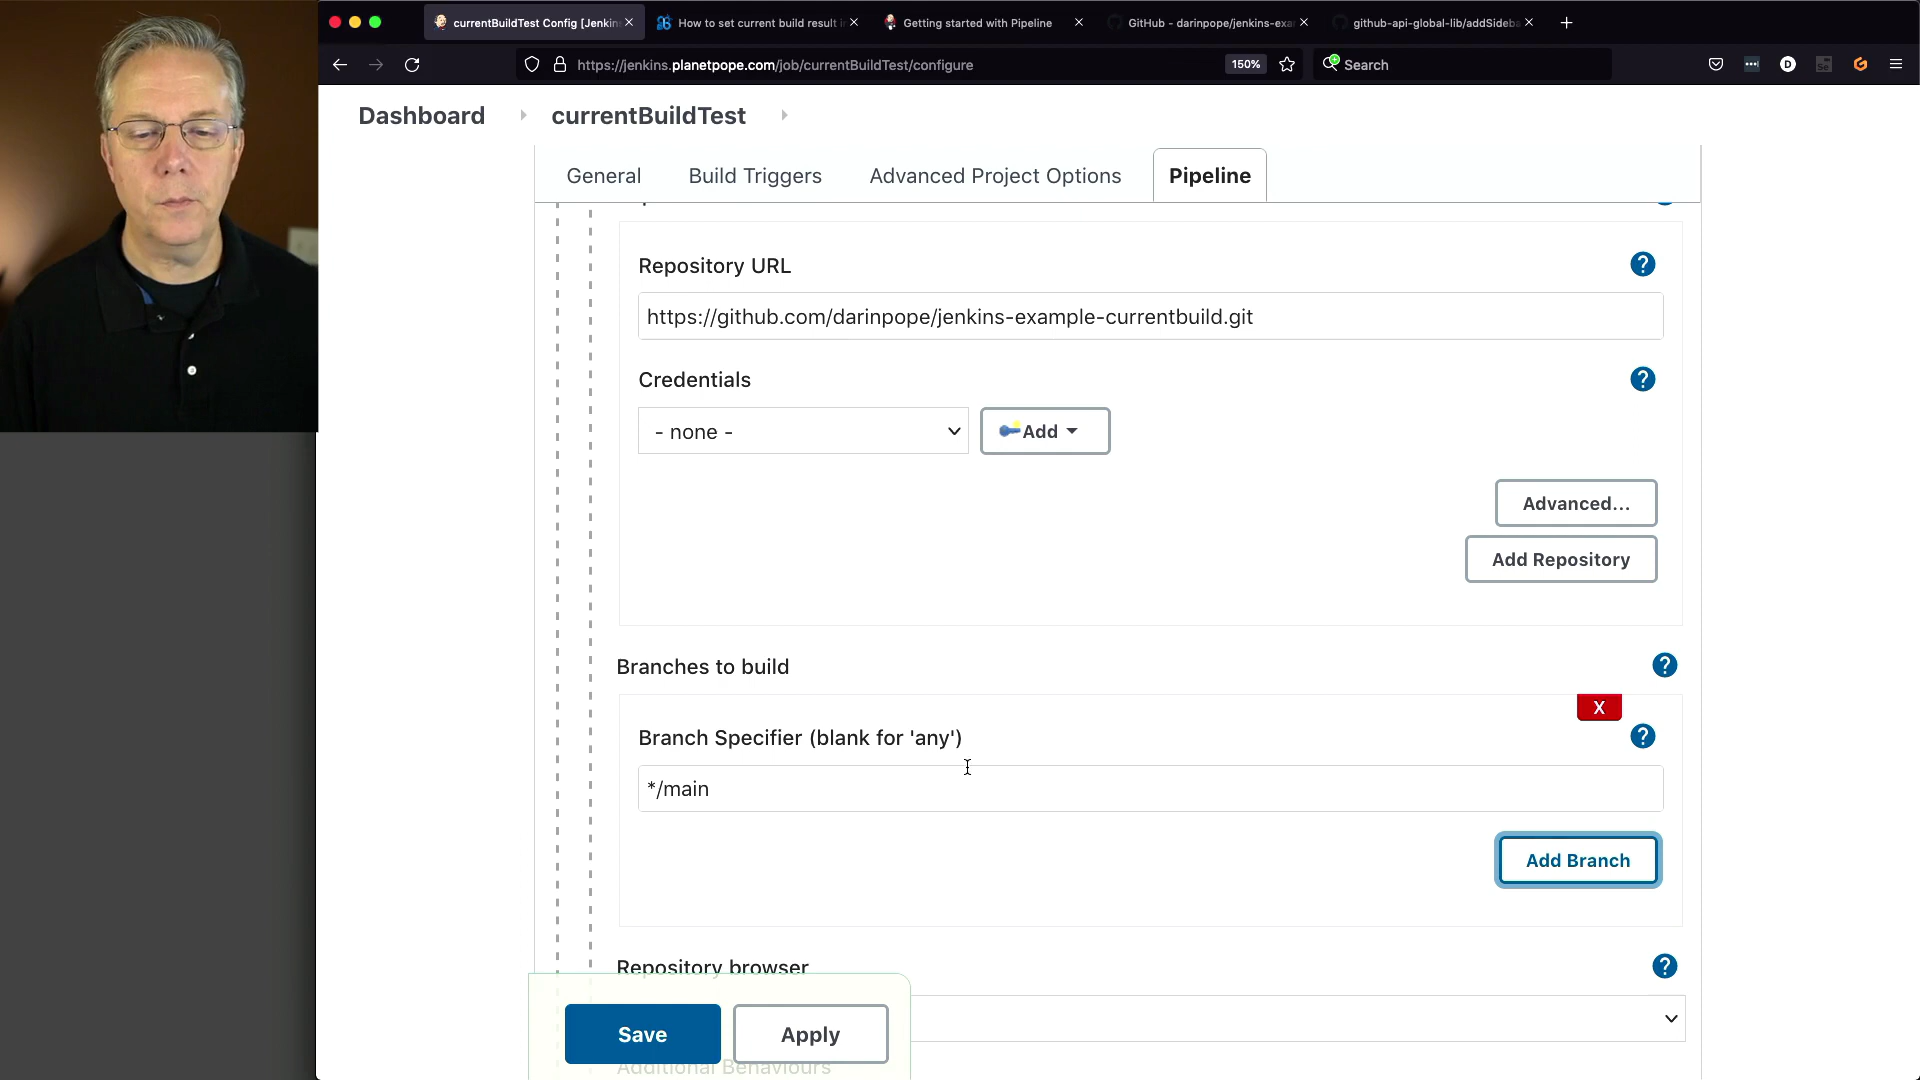 currentBuildTest Config [Jenkins
How to set current build result i
Getting started with Pipeline
GitHub - darinpope/jenkins-exa
github-api-global-lib/addSideba
https://jenkins.planetpope.com/job/currentBuildTest/configure
150%
Search
Dashboard
currentBuildTest
General
Build Triggers
Advanced Project Options
Pipeline
Repository URL
?
https://github.com/darinpope/jenkins-example-currentbuild.git
Credentials
?
- none -
Add
Advanced...
Add Repository
Branches to build
?
X
Branch Specifier (blank for 'any')
?
*/main
Add Branch
Repository browser
?
Save
Apply
Additional Behaviours